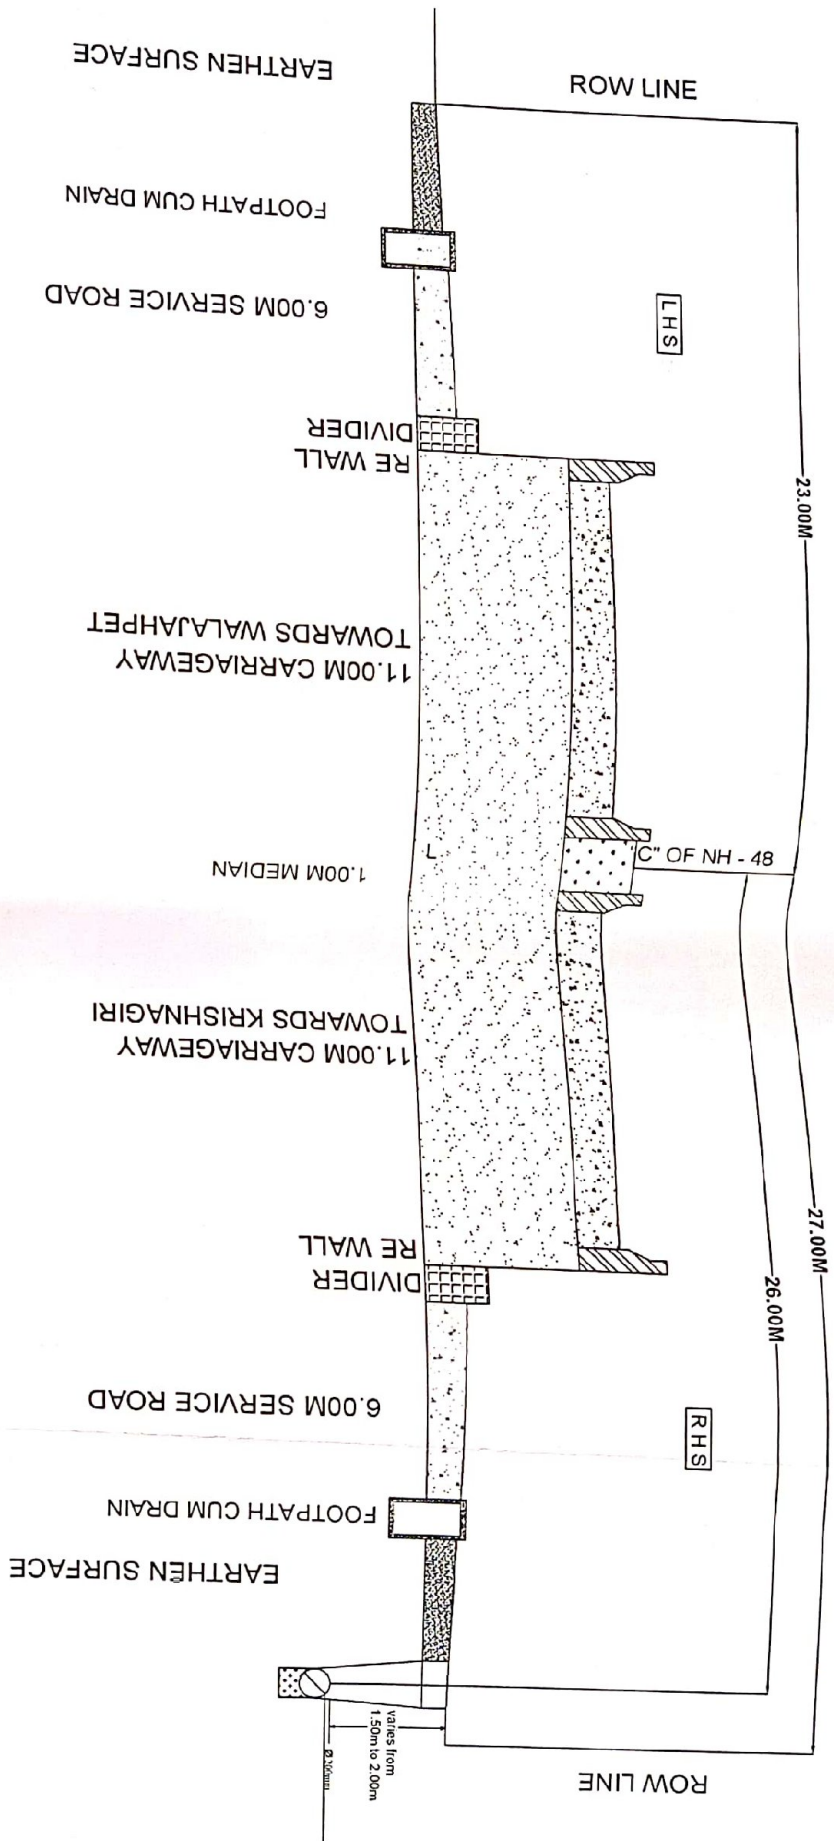 EARTHEN SURFACE
ROW LINE
FOOTPATH CUM DRAIN
6.00M SERVICE ROAD
LHS
DIVIDER
RE WALL
23.00M
TOWARDS WALAJAHPET
11.00M CARRIAGEWAY
1.00M MEDIAN
L
C" OF NH - 48
TOWARDS KRISHNAGIRI
11.00M CARRIAGEWAY
27.00M
26.00M
RE WALL
DIVIDER
6.00M SERVICE ROAD
RHS
FOOTPATH CUM DRAIN
EARTHEN SURFACE
varies from
1.50m to 2.00m
ROW LINE